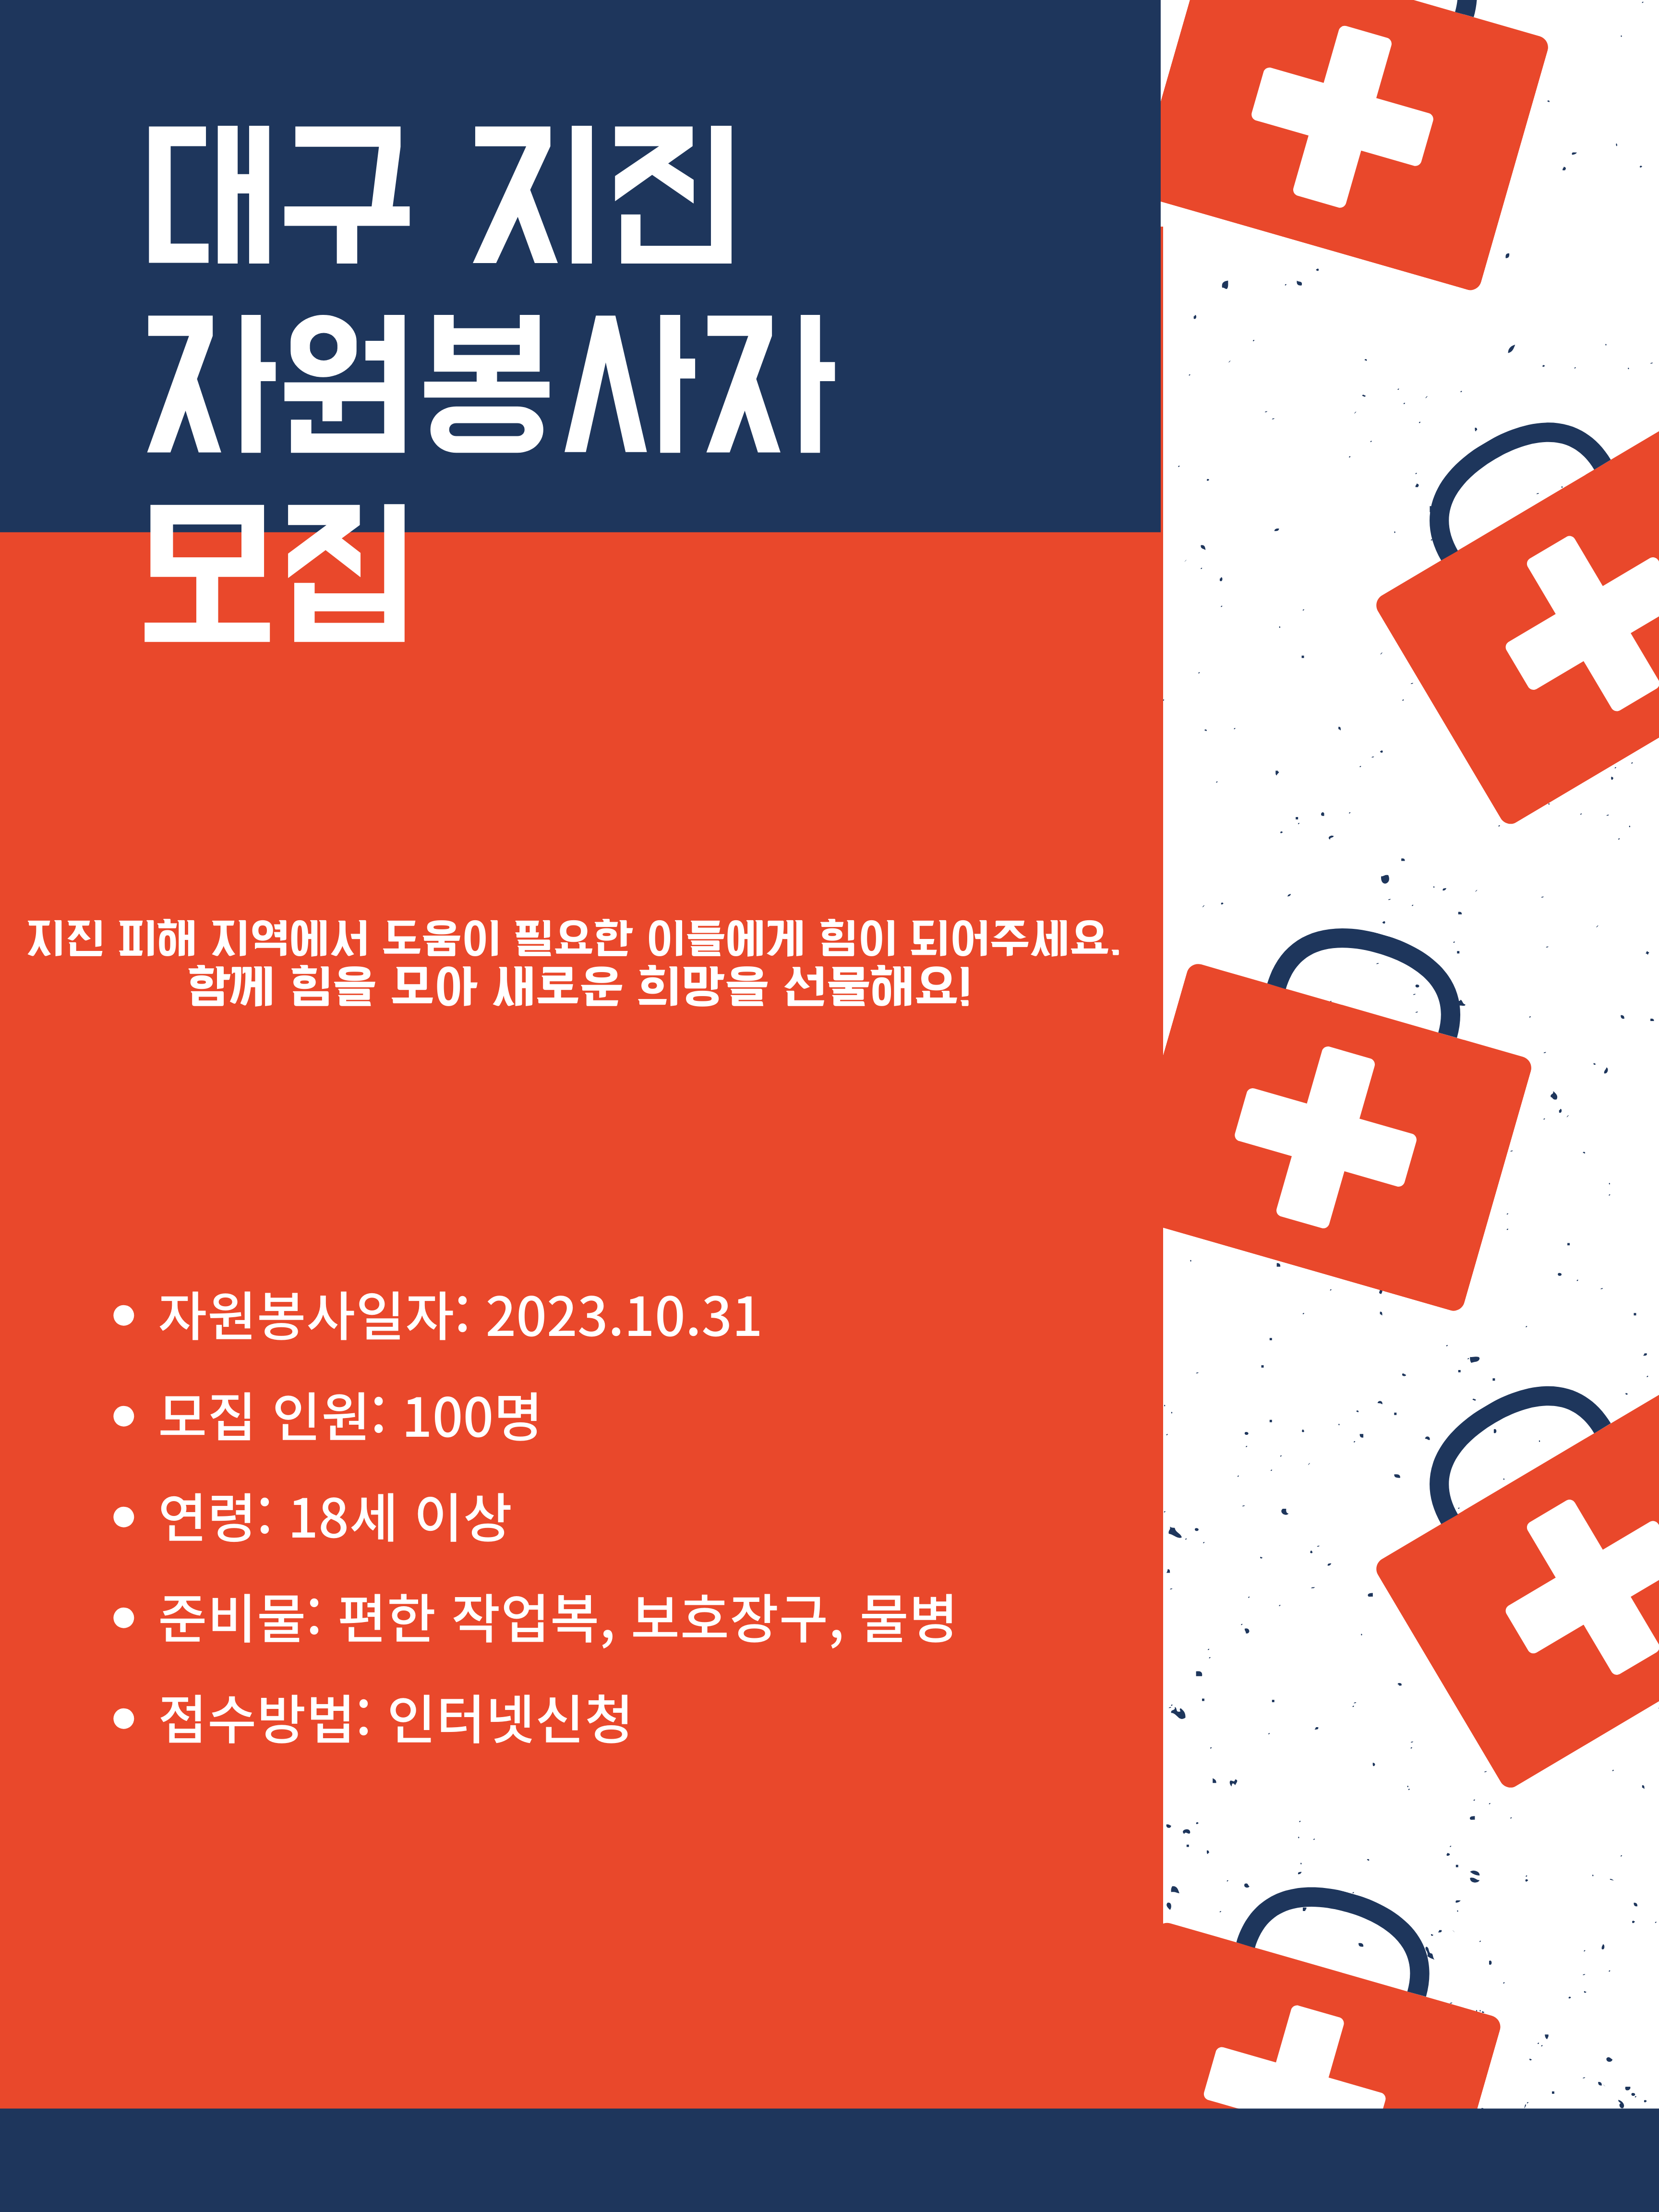 대구 지진
자원봉사자
모집
지진 피해 지역에서 도움이 필요한 이들에게 힘이 되어주세요.
함께 힘을 모아 새로운 희망을 선물해요!
• 자원봉사일자: 2023.10.31
• 모집 인원: 100명
• 연령: 18세 이상
• 준비물: 편한 작업복, 보호장구, 물병
• 접수방법: 인터넷신청